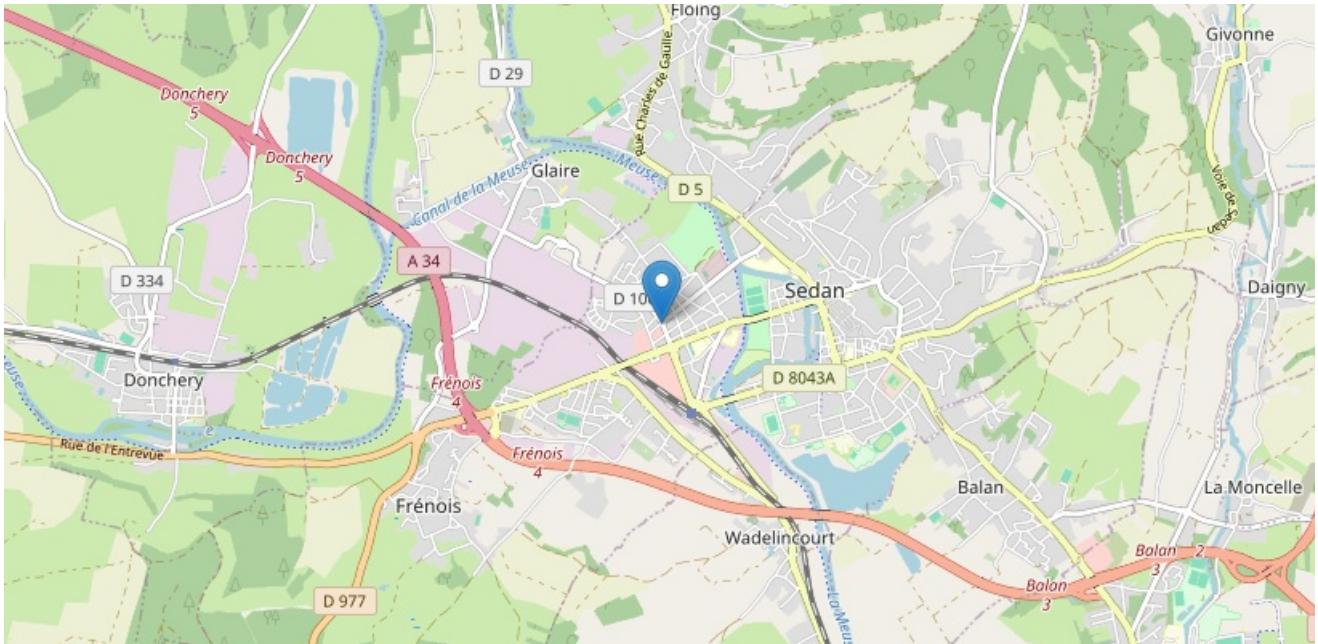 Floing
Givonne
D 29
Donchery
5
Rue Charles de Gaulle
Donchery
5
Meuse
Glaire
Canal de la Meuse
D 5
Voie de Sedan
A 34
D 334
Sedan
Daigny
Donchery
Meuse
Frénois
4
D 8043A
Rue de l'Entrevue
Frénois
4
Frénois
Balan
La Moncelle
Wadelincourt
Balan
3
2
Balan
3
D 977
La Meuse